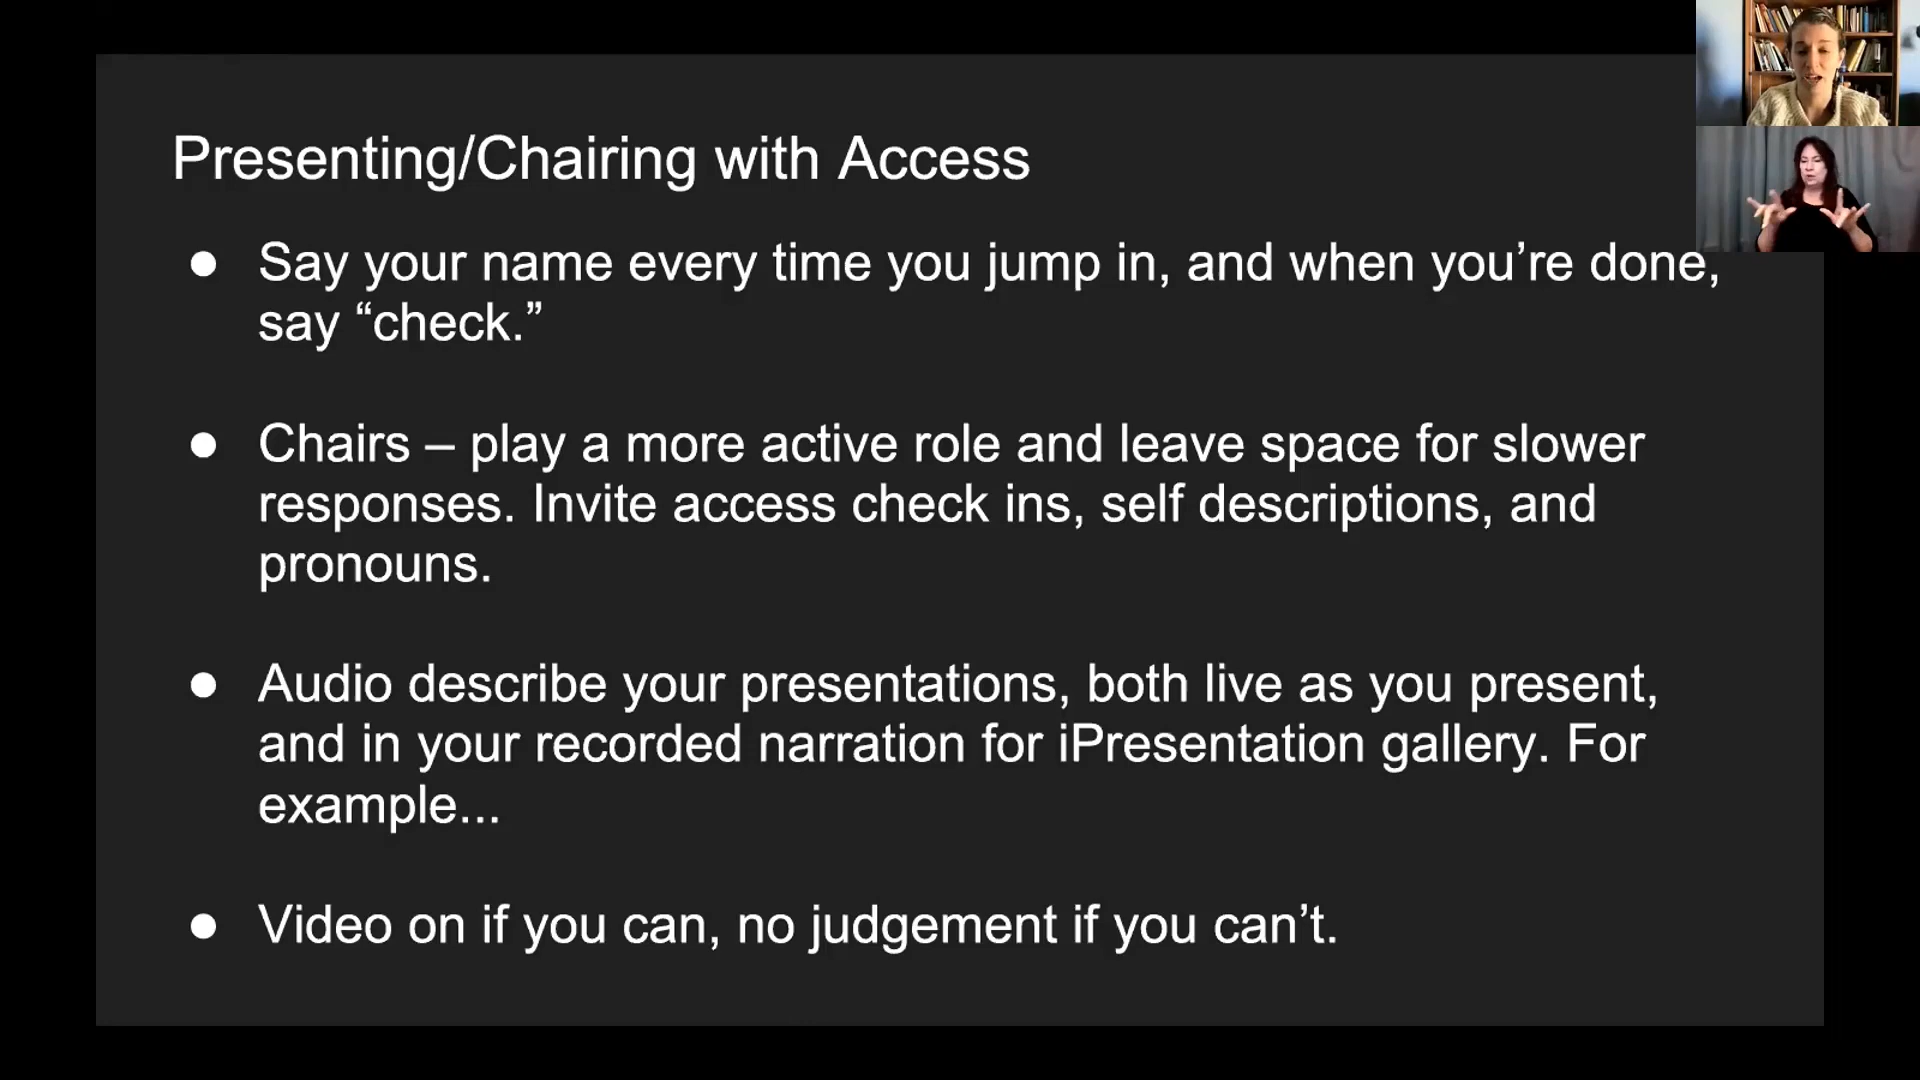 Presenting/Chairing with Access
● Say your name every time you jump in, and when you’re done,
say “check.”
● Chairs – play a more active role and leave space for slower
responses. Invite access check ins, self descriptions, and
pronouns.
● Audio describe your presentations, both live as you present,
and in your recorded narration for iPresentation gallery. For
example...
● Video on if you can, no judgement if you can’t.